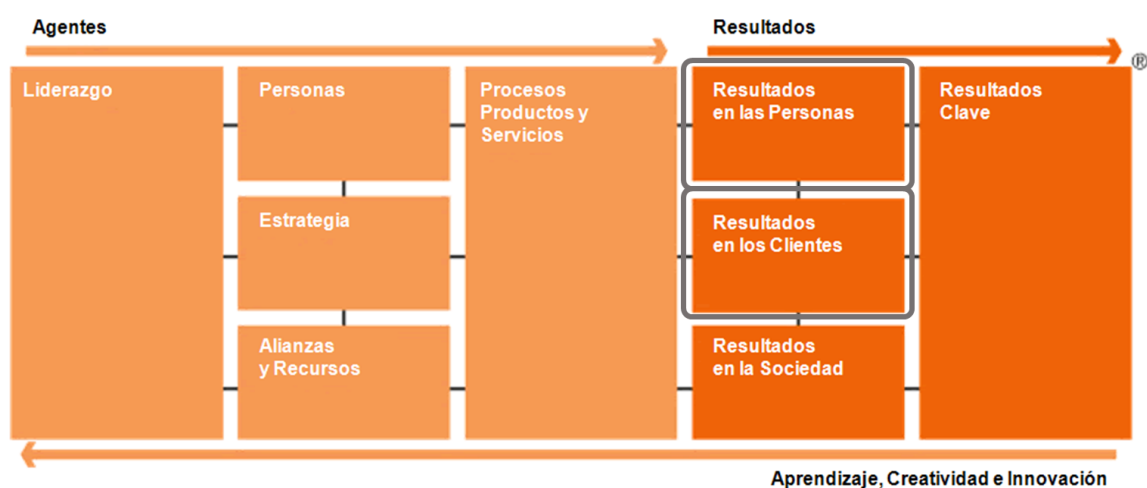 Agentes
Resultados
®
Liderazgo
Personas
Procesos
Productos y
Servicios
Resultados
en las Personas
Resultados
Clave
Estrategia
Resultados
en los Clientes
Alianzas
y Recursos
Resultados
en la Sociedad
Aprendizaje, Creatividad e Innovación